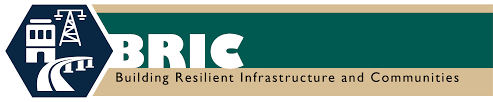 BRIC
Building Resilient Infrastructure and Communities